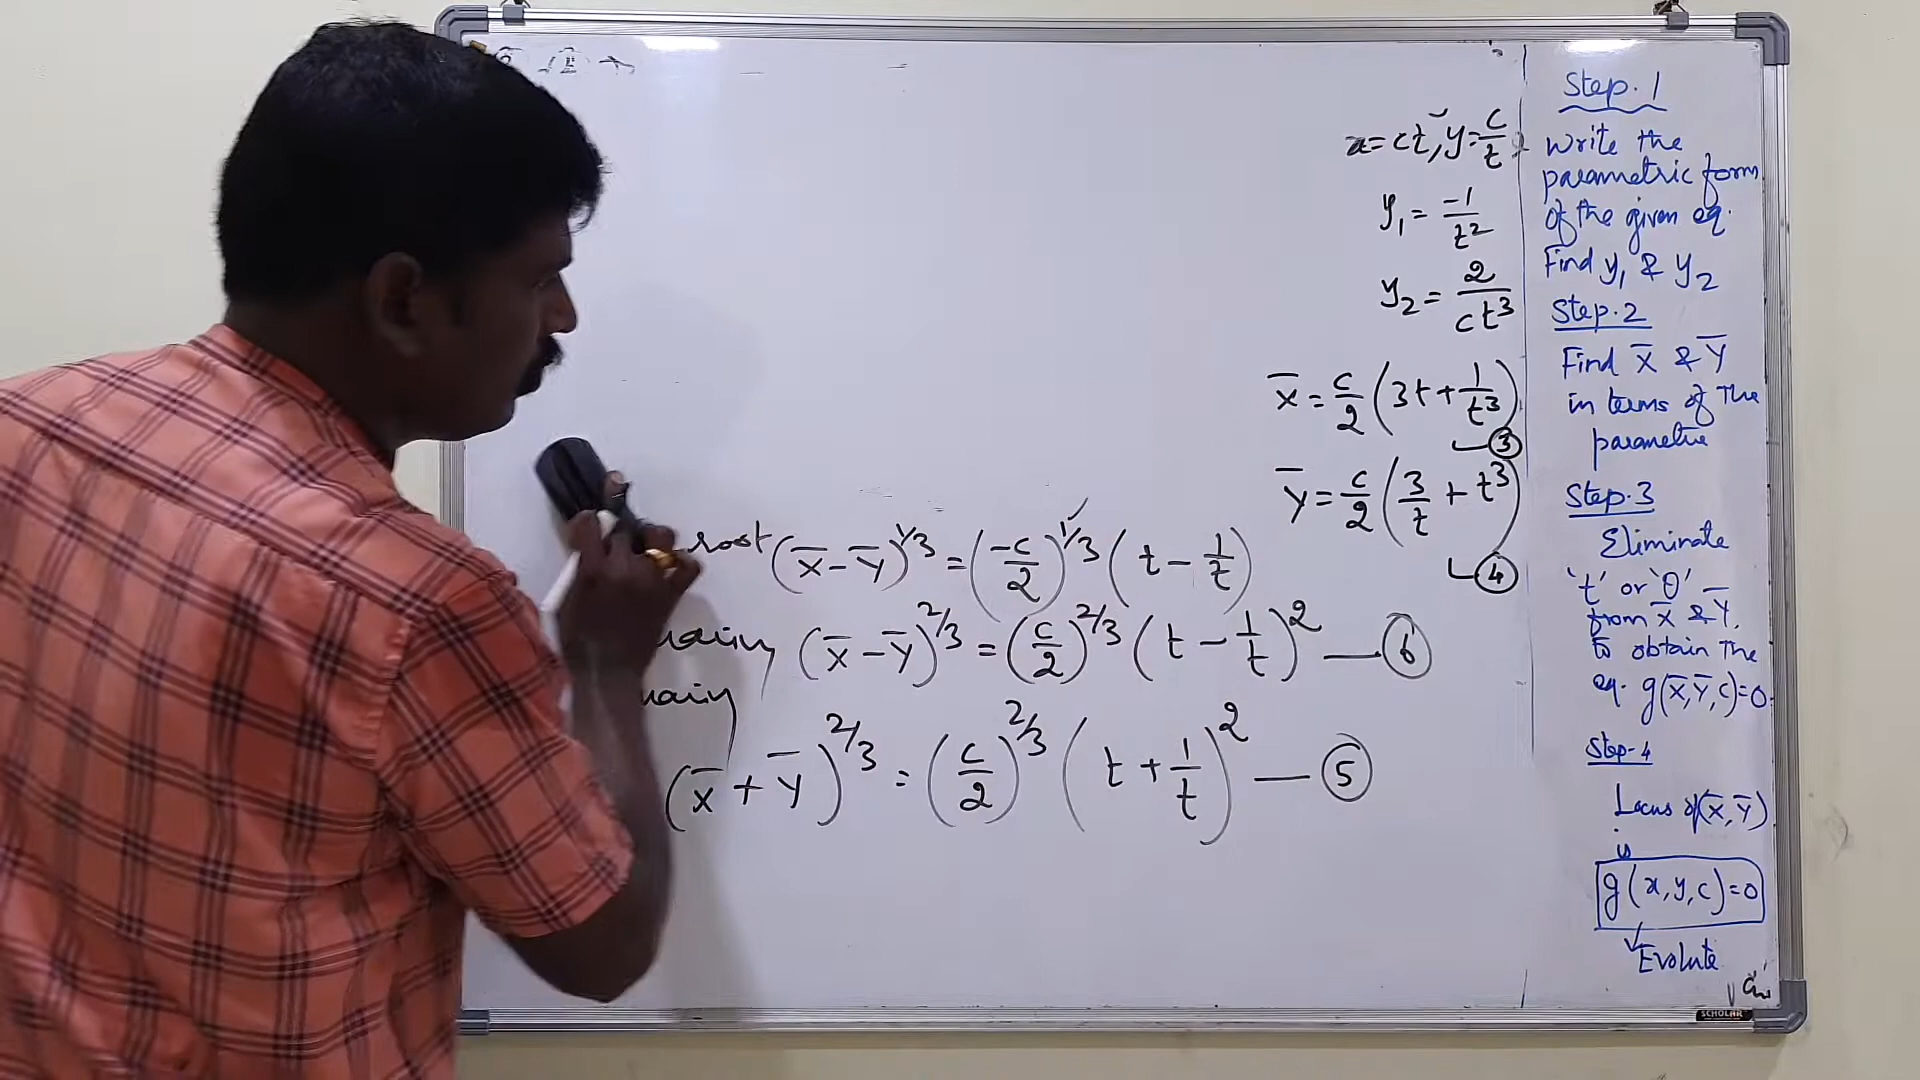 x = ct, y = c/t
y₁ = -1/t²
y₂ = 2/ct³
x̄ = c/2 (3t + 1/t³)
③
ȳ = c/2 (3/t + t³)
④
root (x̄ - ȳ)^1/3 = (-c/2)^1/3 (t - 1/t)
(x̄ - ȳ)^2/3 = (c/2)^2/3 (t - 1/t)² — ⑥
(x̄ + ȳ)^2/3 = (c/2)^2/3 (t + 1/t)² — ⑤
Step.1
Write the
parametric form
of the given eq.
Find y₁ & y₂
Step.2
Find x̄ & ȳ
in terms of the
parametre
Step.3
Eliminate
't' or 'θ'
from x̄ & ȳ.
to obtain the
eq. g(x̄,ȳ,c)=0.
Step-4
Locus of (x̄,ȳ)
is
g(x,y,c)=0
Evolute
SCHOLAR